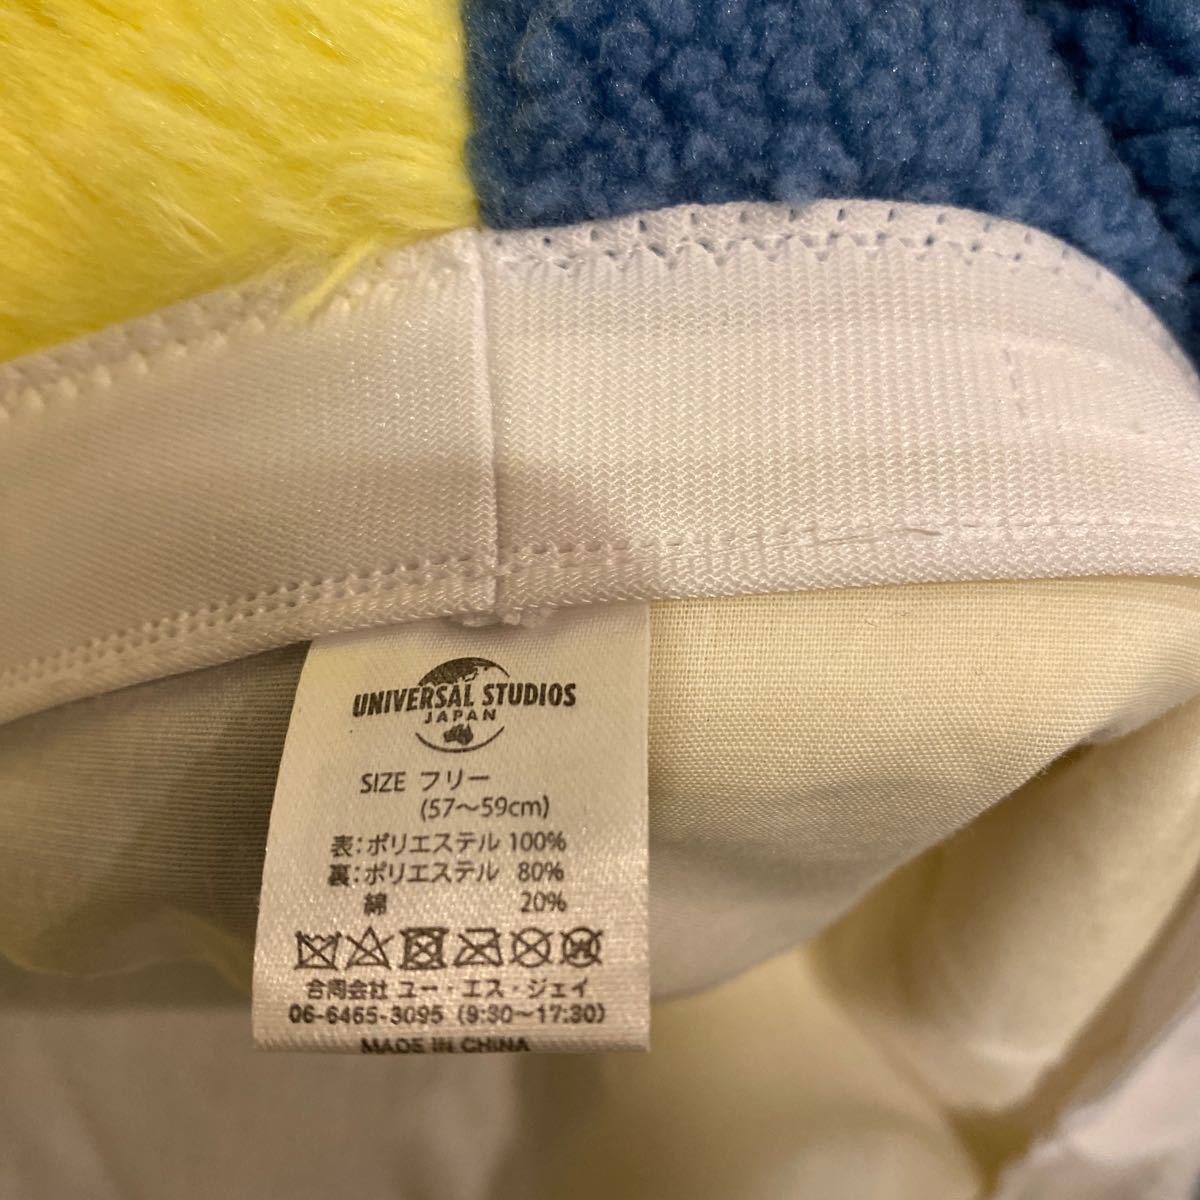 UNIVERSAL STUDIOS
JAPAN
SIZE フリー
(57〜59cm)
表:ポリエステル 100%
裏:ポリエステル 80%
綿 20%
合同会社 ユー・エス・ジェイ
06-6465-3095 (9:30〜17:30)
MADE IN CHINA